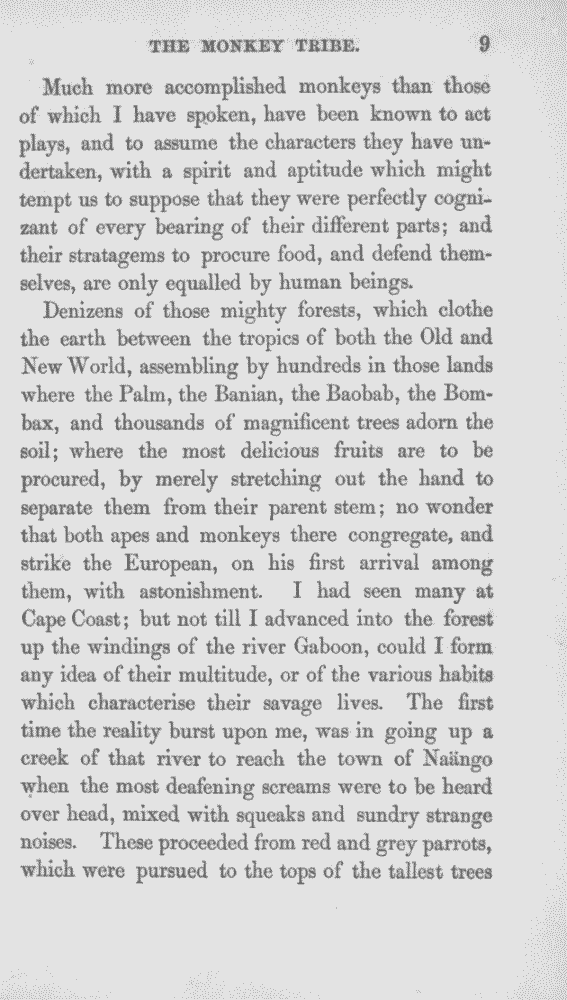 THE MONKEY TRIBE. 9
Much more accomplished monkeys than those
of which I have spoken, have been known to act
plays, and to assume the characters they have un-
dertaken, with a spirit and aptitude which might
tempt us to suppose that they were perfectly cogni-
zant of every bearing of their different parts; and
their stratagems to procure food, and defend them-
selves, are only equalled by human beings.
Denizens of those mighty forests, which clothe
the earth between the tropics of both the Old and
New World, assembling by hundreds in those lands
where the Palm, the Banian, the Baobab, the Bom-
bax, and thousands of magnificent trees adorn the
soil; where the most delicious fruits are to be
procured, by merely stretching out the hand to
separate them from their parent stem; no wonder
that both apes and monkeys there congregate, and
strike the European, on his first arrival among
them, with astonishment. I had seen many at
Cape Coast; but not till I advanced into the forest
up the windings of the river Gaboon, could I form
any idea of their multitude, or of the various habits
which characterise their savage lives. The first
time the reality burst upon me, was in going up a
creek of that river to reach the town of Naängo
when the most deafening screams were to be heard
over head, mixed with squeaks and sundry strange
noises. These proceeded from red and grey parrots,
which were pursued to the tops of the tallest trees